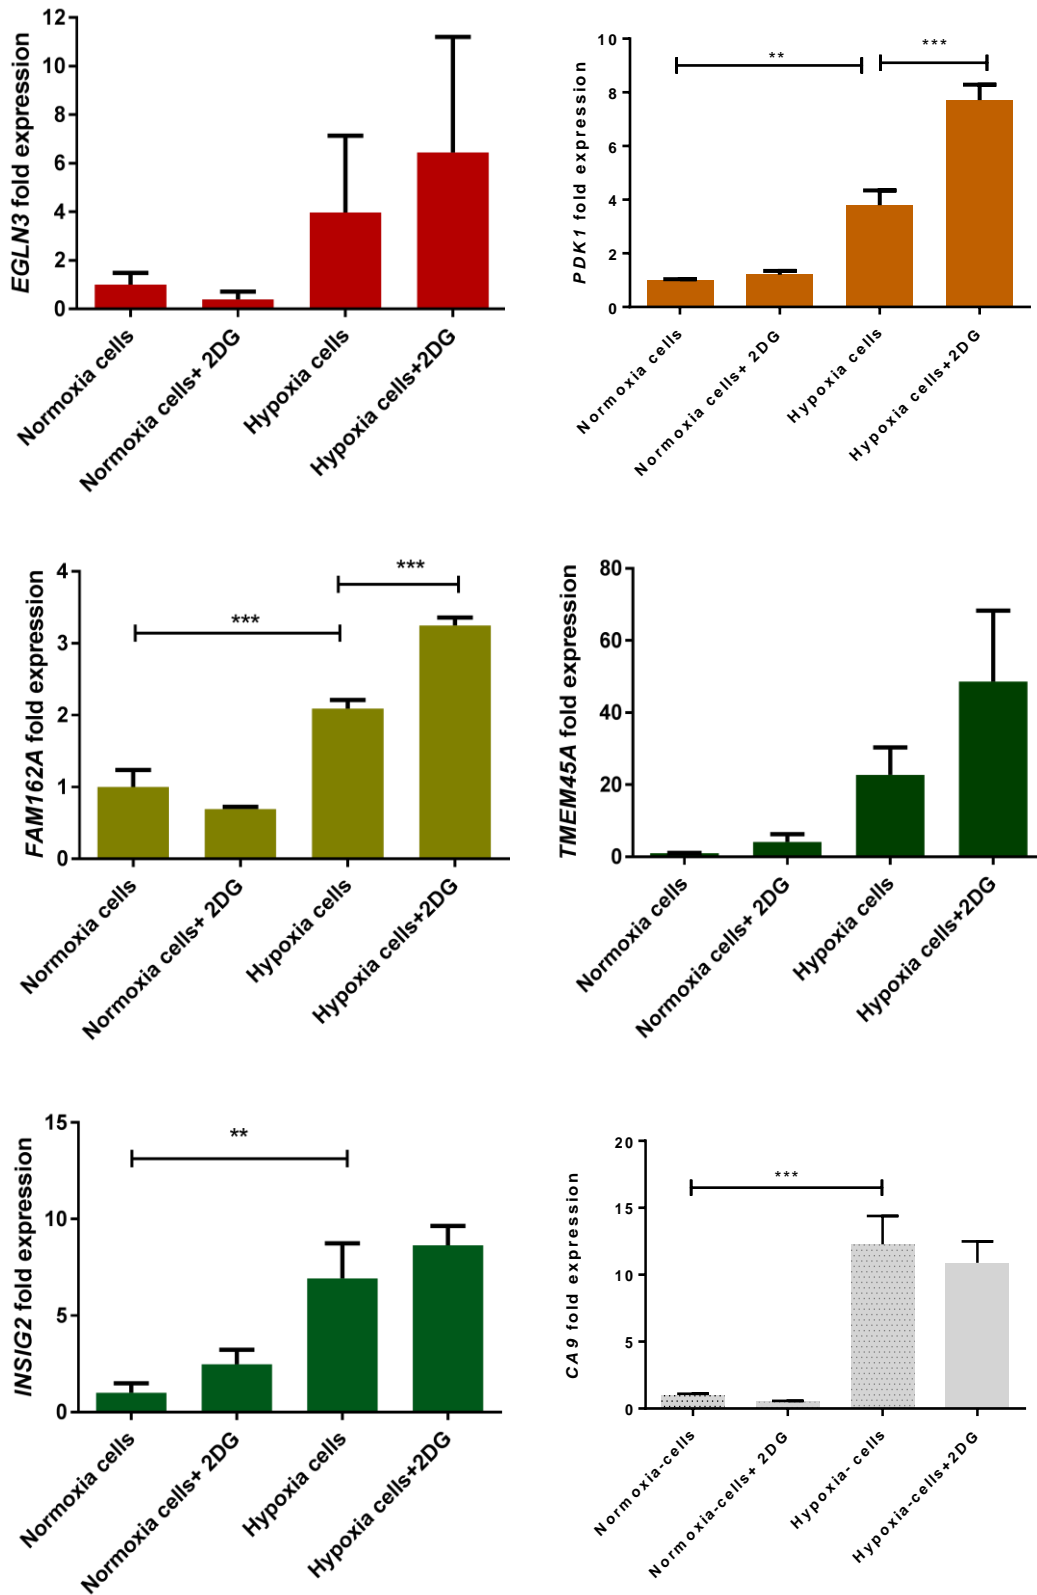 EGLN3 fold expression
12
10
8
6
4
2
0
Normoxia cells
Normoxia cells+ 2DG
Hypoxia cells
Hypoxia cells+2DG
PDK1 fold expression
10
8
6
4
2
0
**
***
Normoxia cells
Normoxia cells+ 2DG
Hypoxia cells
Hypoxia cells+2DG
FAM162A fold expression
4
3
2
1
0
***
***
Normoxia cells
Normoxia cells+ 2DG
Hypoxia cells
Hypoxia cells+2DG
TMEM45A fold expression
80
60
40
20
0
Normoxia cells
Normoxia cells+ 2DG
Hypoxia cells
Hypoxia cells+2DG
INSIG2 fold expression
15
10
5
0
**
Normoxia cells
Normoxia cells+ 2DG
Hypoxia cells
Hypoxia cells+2DG
CA9 fold expression
20
15
10
5
0
***
Normoxia-cells
Normoxia-cells+ 2DG
Hypoxia- cells
Hypoxia-cells+2DG